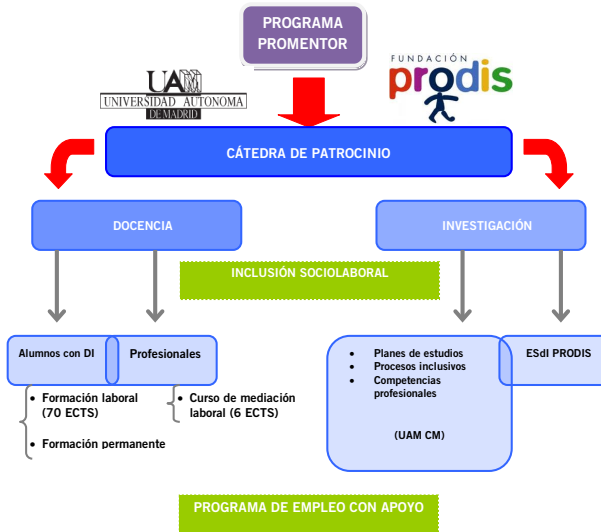 PROGRAMA
PROMENTOR
UAM
UNIVERSIDAD AUTONOMA
DE MADRID
FUNDACIÓN
prodis
CÁTEDRA DE PATROCINIO
DOCENCIA
INVESTIGACIÓN
INCLUSIÓN SOCIOLABORAL
Alumnos con DI
Profesionales
• Formación laboral
(70 ECTS)
• Formación permanente
• Curso de mediación
laboral (6 ECTS)
• Planes de estudios
• Procesos inclusivos
• Competencias
profesionales
(UAM CM)
ESdI PRODIS
PROGRAMA DE EMPLEO CON APOYO